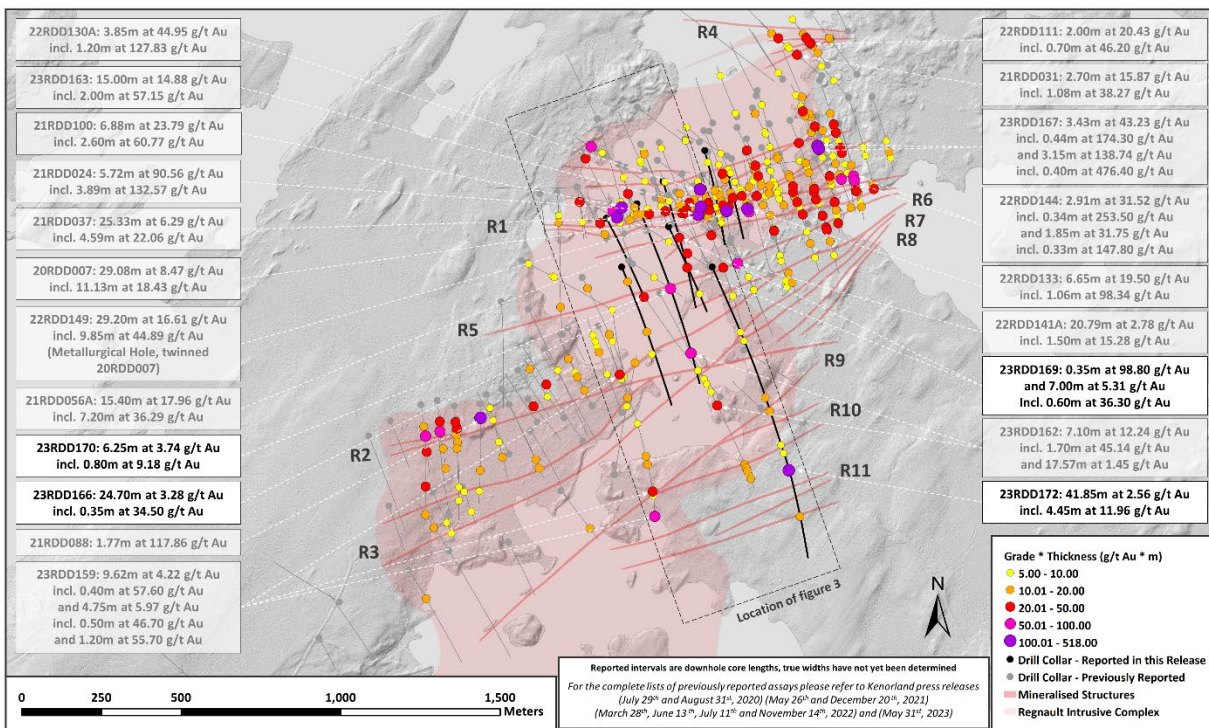 22RDD130A: 3.85m at 44.95 g/t Au
incl. 1.20m at 127.83 g/t Au
23RDD163: 15.00m at 14.88 g/t Au
incl. 2.00m at 57.15 g/t Au
21RDD100: 6.88m at 23.79 g/t Au
incl. 2.60m at 60.77 g/t Au
21RDD024: 5.72m at 90.56 g/t Au
incl. 3.89m at 132.57 g/t Au
21RDD037: 25.33m at 6.29 g/t Au
incl. 4.59m at 22.06 g/t Au
20RDD007: 29.08m at 8.47 g/t Au
incl. 11.13m at 18.43 g/t Au
22RDD149: 29.20m at 16.61 g/t Au
incl. 9.85m at 44.89 g/t Au
(Metallurgical Hole, twinned
20RDD007)
21RDD056A: 15.40m at 17.96 g/t Au
incl. 7.20m at 36.29 g/t Au
23RDD170: 6.25m at 3.74 g/t Au
incl. 0.80m at 9.18 g/t Au
23RDD166: 24.70m at 3.28 g/t Au
incl. 0.35m at 34.50 g/t Au
21RDD088: 1.77m at 117.86 g/t Au
23RDD159: 9.62m at 4.22 g/t Au
incl. 0.40m at 57.60 g/t Au
and 4.75m at 5.97 g/t Au
incl. 0.50m at 46.70 g/t Au
and 1.20m at 55.70 g/t Au
R4
R1
R6
R7
R8
R5
R9
R10
R2
R11
R3
Location of figure 3
22RDD111: 2.00m at 20.43 g/t Au
incl. 0.70m at 46.20 g/t Au
21RDD031: 2.70m at 15.87 g/t Au
incl. 1.08m at 38.27 g/t Au
23RDD167: 3.43m at 43.23 g/t Au
incl. 0.44m at 174.30 g/t Au
and 3.15m at 138.74 g/t Au
incl. 0.40m at 476.40 g/t Au
22RDD144: 2.91m at 31.52 g/t Au
incl. 0.34m at 253.50 g/t Au
and 1.85m at 31.75 g/t Au
incl. 0.33m at 147.80 g/t Au
22RDD133: 6.65m at 19.50 g/t Au
incl. 1.06m at 98.34 g/t Au
22RDD141A: 20.79m at 2.78 g/t Au
incl. 1.50m at 15.28 g/t Au
23RDD169: 0.35m at 98.80 g/t Au
and 7.00m at 5.31 g/t Au
Incl. 0.60m at 36.30 g/t Au
23RDD162: 7.10m at 12.24 g/t Au
incl. 1.70m at 45.14 g/t Au
and 17.57m at 1.45 g/t Au
23RDD172: 41.85m at 2.56 g/t Au
incl. 4.45m at 11.96 g/t Au
N
Grade * Thickness (g/t Au * m)
5.00 - 10.00
10.01 - 20.00
20.01 - 50.00
50.01 - 100.00
100.01 - 518.00
Drill Collar - Reported in this Release
Drill Collar - Previously Reported
Mineralised Structures
Regnault Intrusive Complex
Reported intervals are downhole core lengths, true widths have not yet been determined
For the complete lists of previously reported assays please refer to Kenorland press releases
(July 29th and August 31st, 2020) (May 26th and December 20th, 2021)
(March 28th, June 13th, July 11th and November 14th, 2022) and (May 31st, 2023)
0 250 500 1,000 1,500
Meters